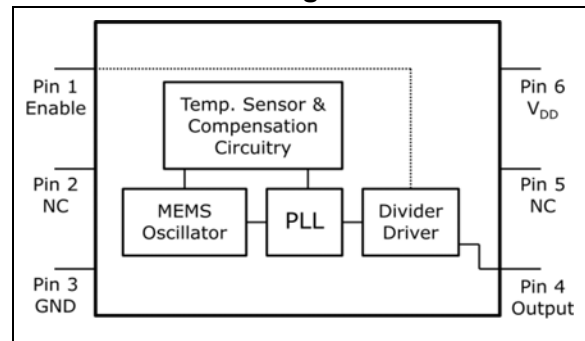 Pin 1
Enable
Pin 2
NC
Pin 3
GND
Temp. Sensor &
Compensation
Circuitry
MEMS
Oscillator
PLL
Divider
Driver
Pin 6
VDD
Pin 5
NC
Pin 4
Output